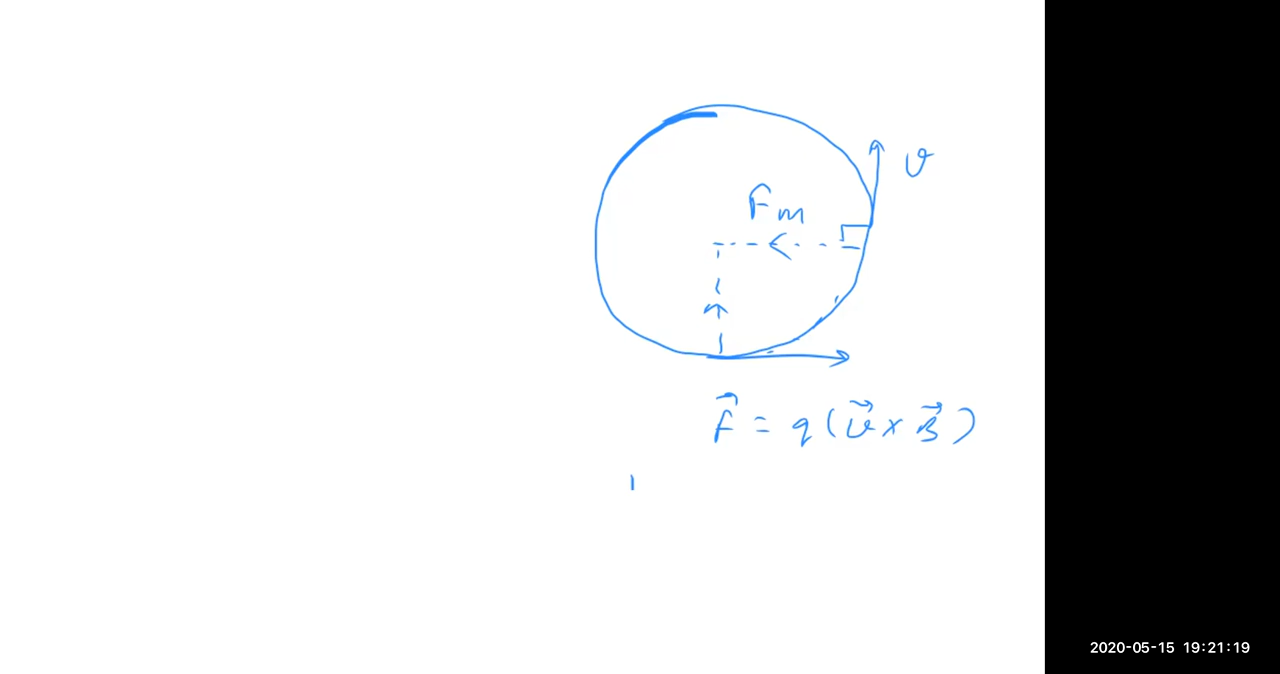 v
Fm
F⃗ = q(v⃗ × B⃗)
2020-05-15 19:21:19